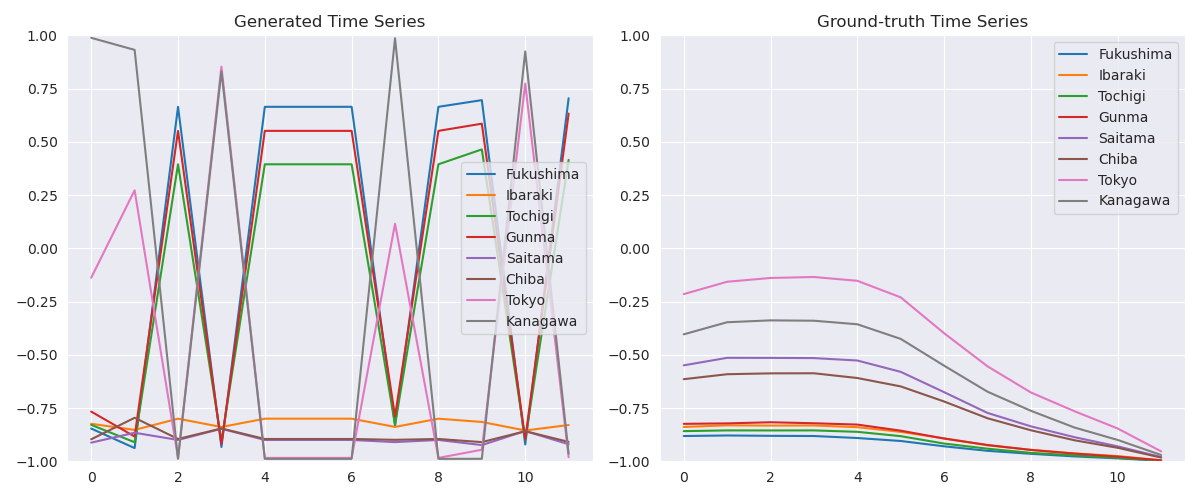 Generated Time Series
1.00
0.75
0.50
0.25
0.00
−0.25
−0.50
−0.75
−1.00
0
2
4
6
8
10
Fukushima
Ibaraki
Tochigi
Gunma
Saitama
Chiba
Tokyo
Kanagawa
Ground-truth Time Series
1.00
0.75
0.50
0.25
0.00
−0.25
−0.50
−0.75
−1.00
0
2
4
6
8
10
Fukushima
Ibaraki
Tochigi
Gunma
Saitama
Chiba
Tokyo
Kanagawa